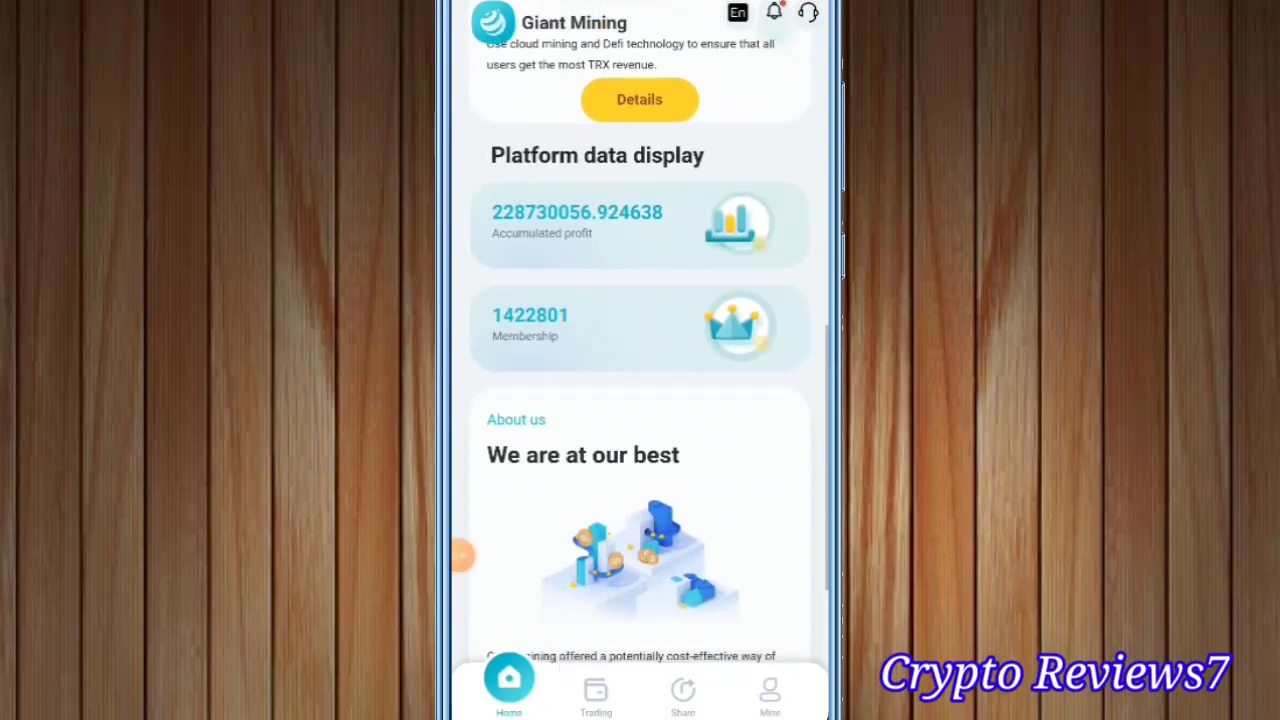 Giant Mining
En
Use cloud mining and Defi technology to ensure that all
users get the most TRX revenue.
Details
Platform data display
228730056.924638
Accumulated profit
1422801
Membership
About us
We are at our best
mining offered a potentially cost-effective way of
Home
Trading
Share
Mine
Crypto Reviews7